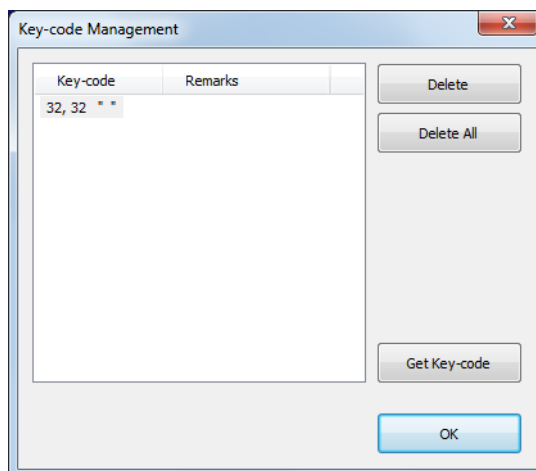 Key-code Management
Key-code Remarks
32, 32 " "
Delete
Delete All
Get Key-code
OK